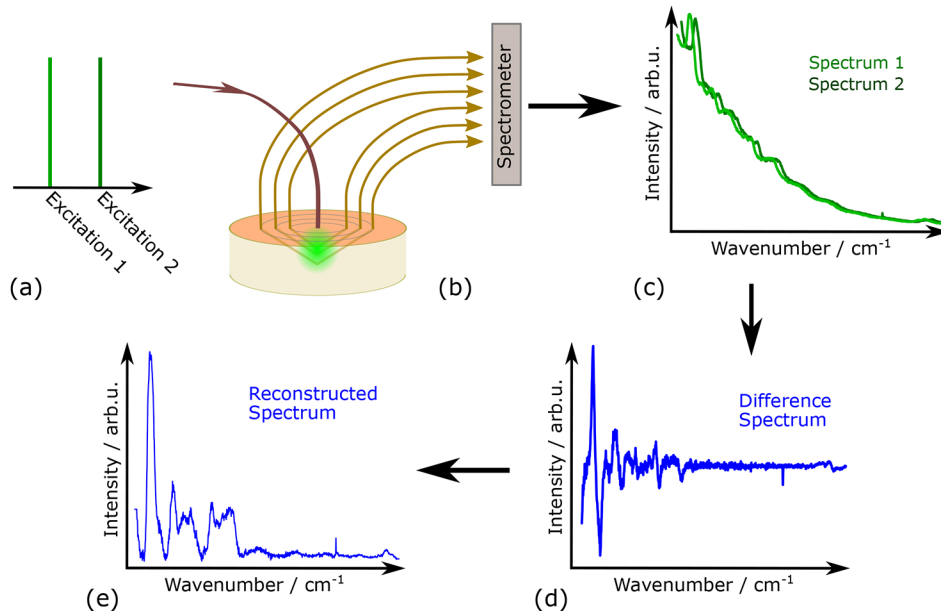 Excitation 1
Excitation 2
(a)
Spectrometer
(b)
Intensity / arb.u.
Spectrum 1
Spectrum 2
Wavenumber / cm⁻¹
(c)
Intensity / arb.u.
Difference
Spectrum
Wavenumber / cm⁻¹
(d)
Intensity / arb.u.
Reconstructed
Spectrum
Wavenumber / cm⁻¹
(e)